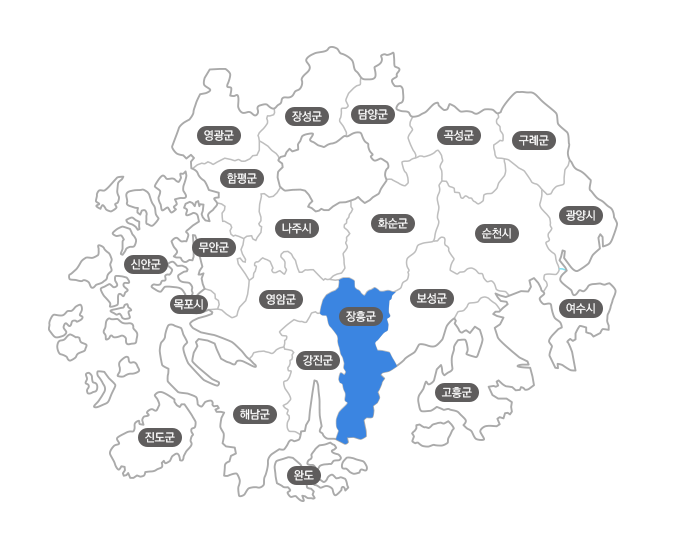 담양군
장성군
영광군
곡성군
구례군
함평군
광양시
화순군
나주시
순천시
무안군
신안군
보성군
영암군
목포시
여수시
장흥군
강진군
고흥군
해남군
진도군
완도